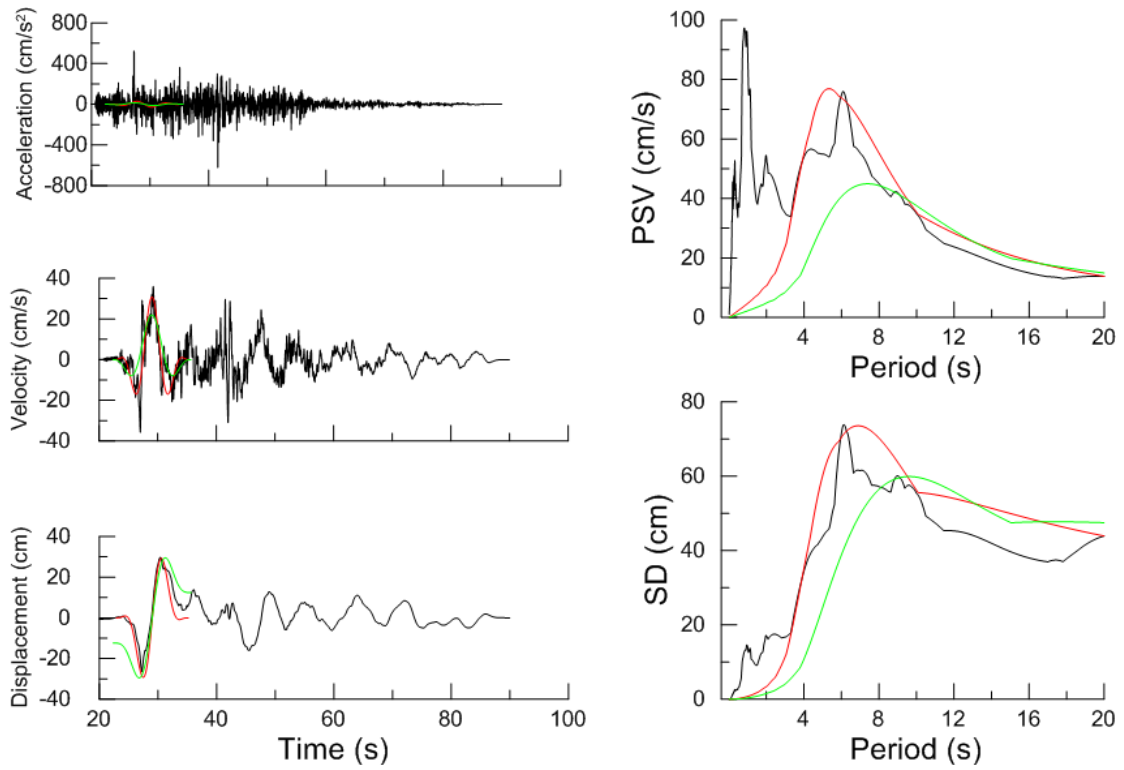 Acceleration (cm/s²)
800
400
0
-400
-800
Velocity (cm/s)
40
20
0
-20
-40
Displacement (cm)
40
20
0
-20
-40
20 40 60 80 100
Time (s)
PSV (cm/s)
100
80
60
40
20
0
4 8 12 16 20
Period (s)
SD (cm)
80
60
40
20
0
4 8 12 16 20
Period (s)